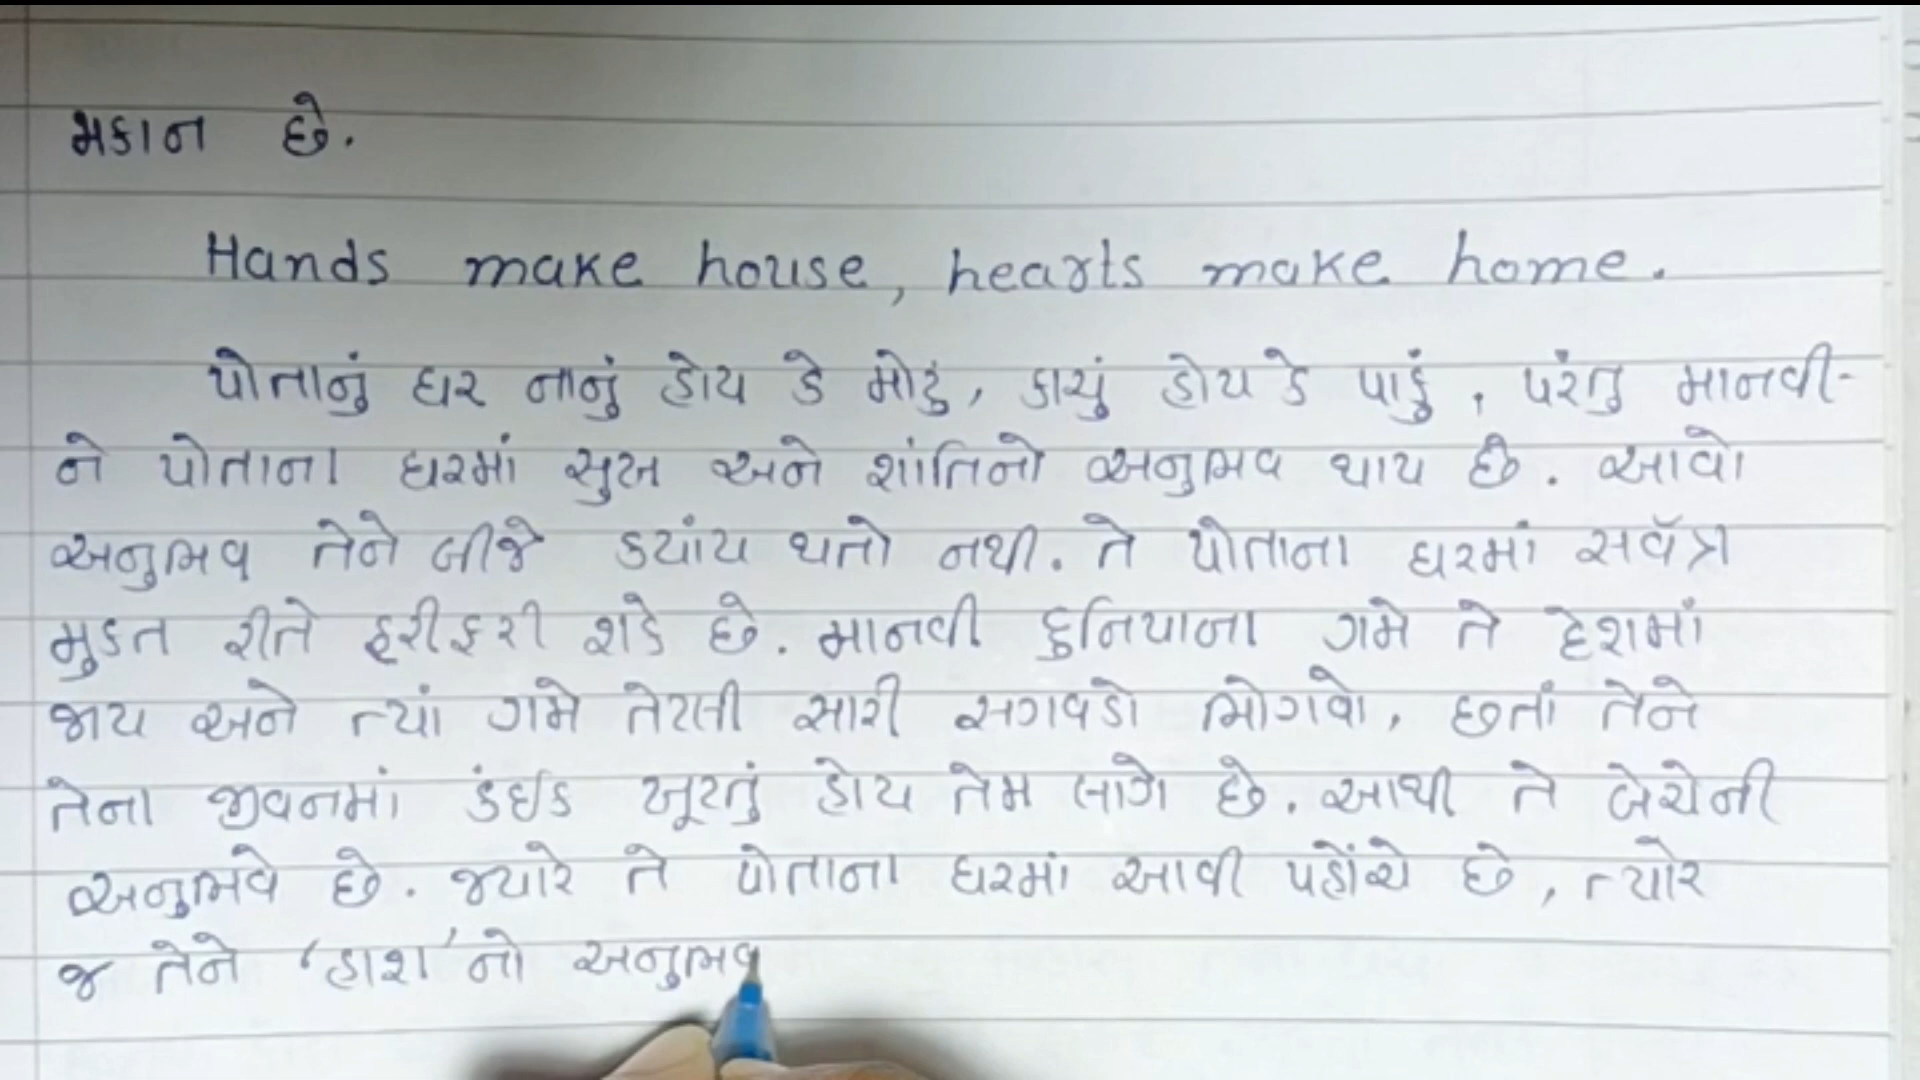 મકાન છે.
Hands make house, hearts make home.
પોતાનું ઘર નાનું હોય કે મોટું, કાચું હોય કે પાકું, પરંતુ માનવી-
ને પોતાના ઘરમાં સુખ અને શાંતિનો અનુભવ થાય છે. આવો
અનુભવ તેને બીજે કયાંય થતો નથી. તે પોતાના ઘરમાં સર્વત્ર
મુકત રીતે હરીફરી શકે છે. માનવી દુનિયાના ગમે તે દેશમાં
જાય અને ત્યાં ગમે તેટલી સારી સગવડો ભોગવે, છતાં તેને
તેના જીવનમાં કંઈક ખૂટતું હોય તેમ લાગે છે. આથી તે બેચેની
અનુભવે છે. જ્યારે તે પોતાના ઘરમાં આવી પહોંચે છે, ત્યારે
જ તેને ‘હાશ’નો અનુભવ